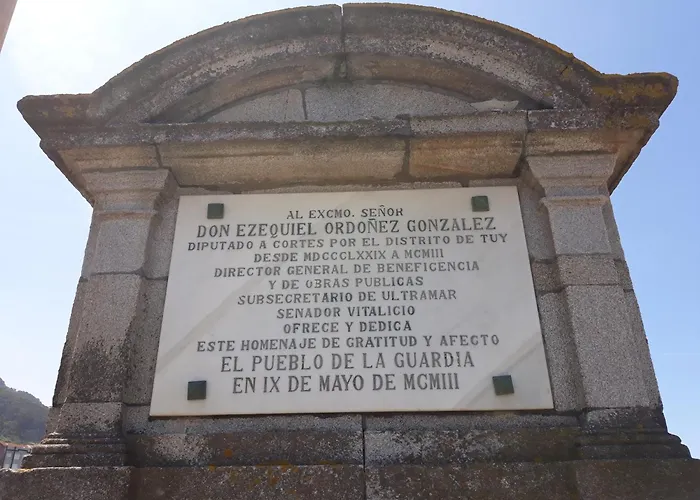 AL EXCMO. SEÑOR
DON EZEQUIEL ORDOÑEZ GONZALEZ
DIPUTADO A CORTES POR EL DISTRITO DE TUY
DESDE MDCCCLXXIX A MCMIII
DIRECTOR GENERAL DE BENEFICENCIA
Y DE OBRAS PUBLICAS
SUBSECRETARIO DE ULTRAMAR
SENADOR VITALICIO
OFRECE Y DEDICA
ESTE HOMENAJE DE GRATITUD Y AFECTO
EL PUEBLO DE LA GUARDIA
EN IX DE MAYO DE MCMIII